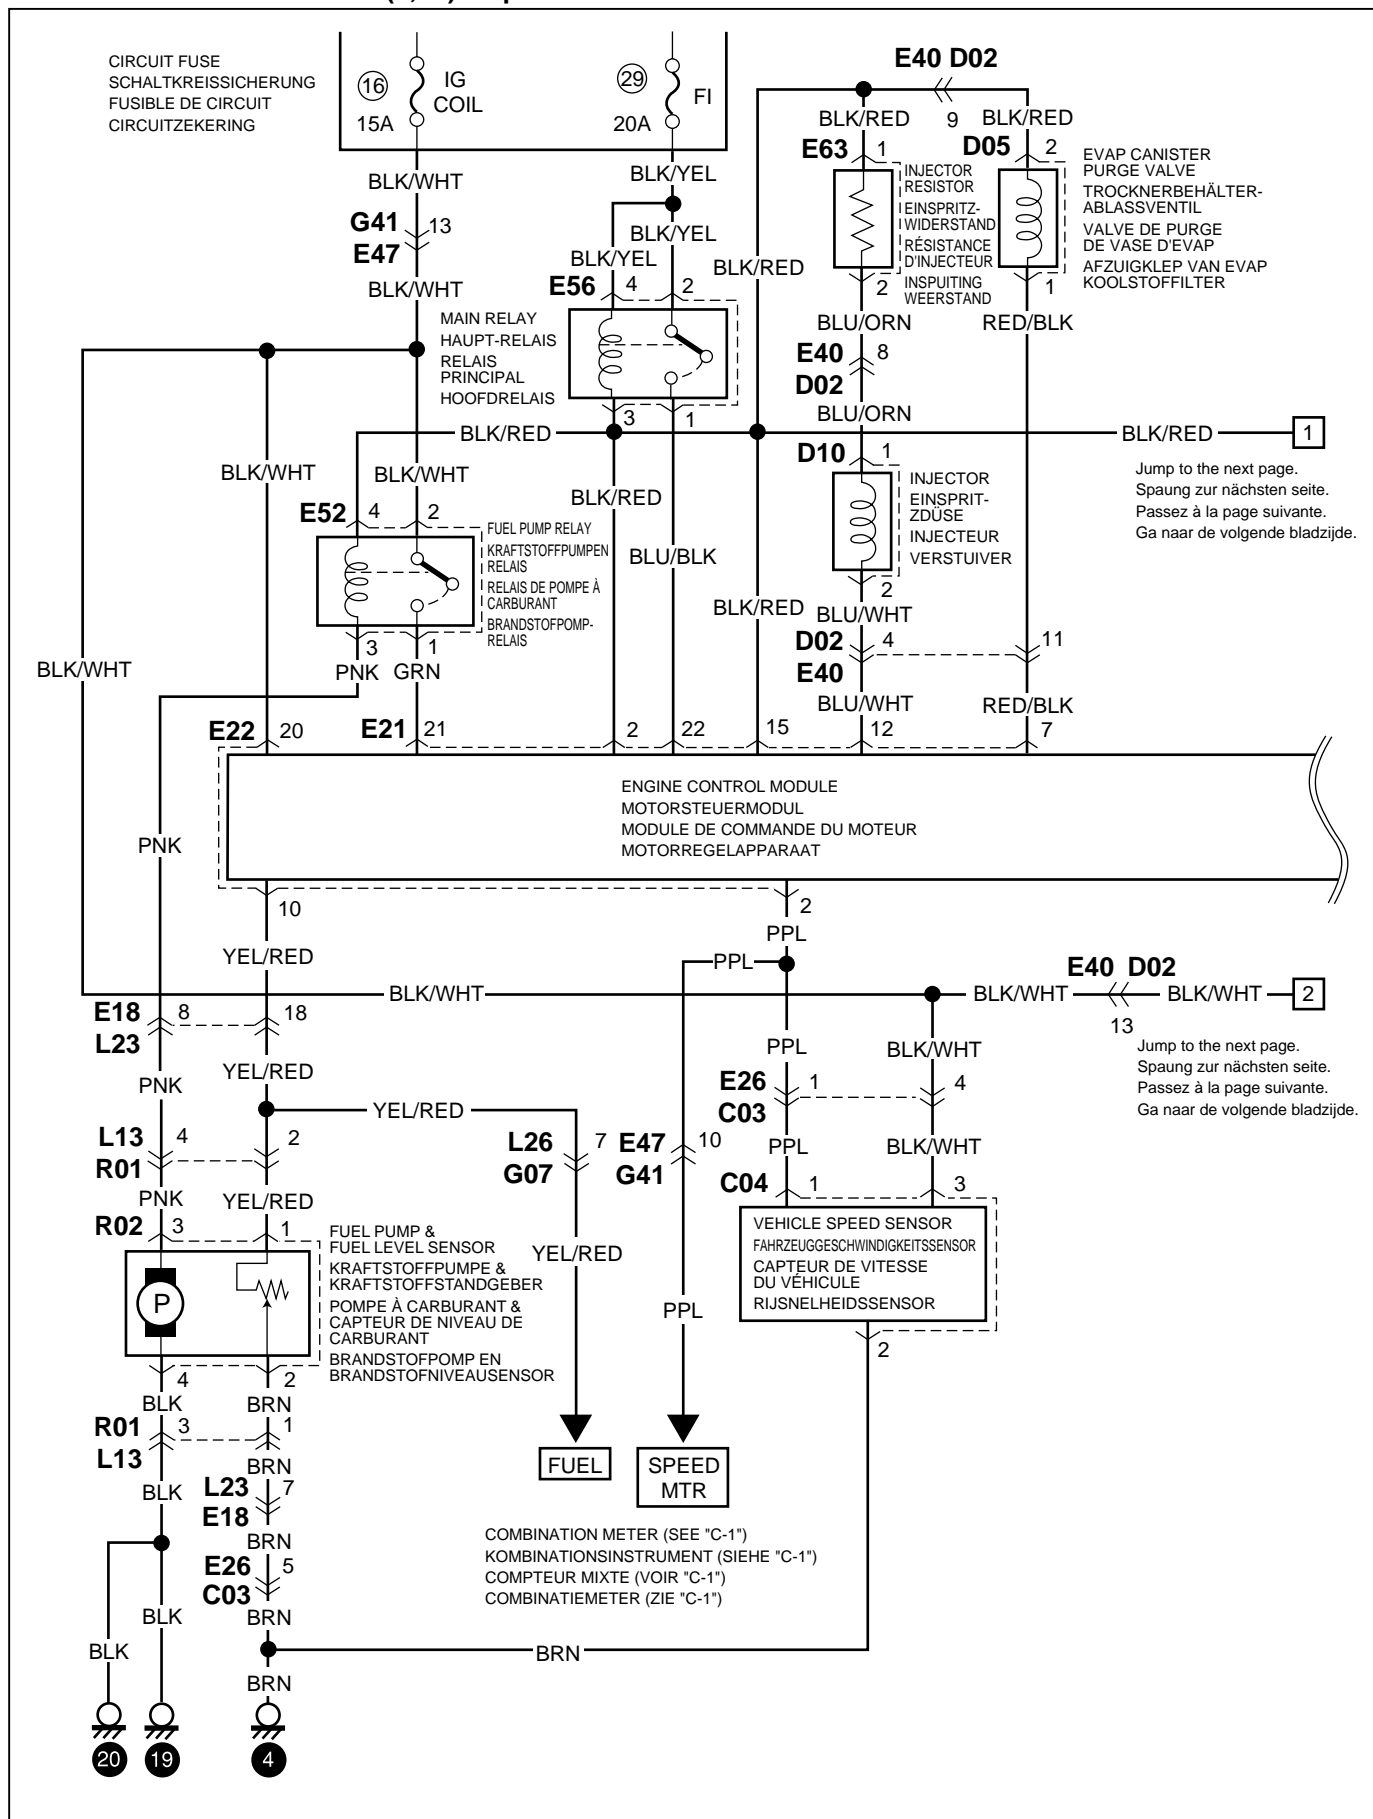 CIRCUIT FUSE
SCHALTKREISSICHERUNG
FUSIBLE DE CIRCUIT
CIRCUITZEKERING
16
IG
COIL
15A
29
FI
20A
E40 D02
9
BLK/RED
BLK/RED
E63
1
D05
2
INJECTOR
RESISTOR
EINSPRITZ-
WIDERSTAND
RÉSISTANCE
D'INJECTEUR
INSPUITING
WEERSTAND
EVAP CANISTER
PURGE VALVE
TROCKNERBEHÄLTER-
ABLASSVENTIL
VALVE DE PURGE
DE VASE D'EVAP
AFZUIGKLEP VAN EVAP
KOOLSTOFFILTER
BLK/WHT
BLK/YEL
G41
13
E47
BLK/YEL
BLK/YEL
BLK/RED
BLK/WHT
E56
4
2
2
1
MAIN RELAY
HAUPT-RELAIS
RELAIS
PRINCIPAL
HOOFDRELAIS
BLU/ORN
RED/BLK
E40
8
D02
BLU/ORN
3
1
BLK/RED
BLK/RED
1
D10
1
BLK/WHT
BLK/WHT
BLK/RED
INJECTOR
EINSPRIT-
ZDÜSE
INJECTEUR
VERSTUIVER
Jump to the next page.
Spaung zur nächsten seite.
Passez à la page suivante.
Ga naar de volgende bladzijde.
E52
4
2
FUEL PUMP RELAY
KRAFTSTOFFPUMPEN
RELAIS
RELAIS DE POMPE À
CARBURANT
BRANDSTOFPOMP-
RELAIS
BLU/BLK
2
BLK/RED
BLU/WHT
3
1
D02
4
11
E40
BLK/WHT
PNK
GRN
BLU/WHT
RED/BLK
E22
20
E21
21
2
22
15
12
7
ENGINE CONTROL MODULE
MOTORSTEUERMODUL
MODULE DE COMMANDE DU MOTEUR
MOTORREGELAPPARAAT
PNK
10
2
PPL
YEL/RED
PPL
E40 D02
BLK/WHT
BLK/WHT
BLK/WHT
2
13
E18
8
18
L23
PPL
BLK/WHT
Jump to the next page.
Spaung zur nächsten seite.
Passez à la page suivante.
Ga naar de volgende bladzijde.
PNK
YEL/RED
E26
1
4
C03
YEL/RED
L13
4
2
R01
L26
7
G07
E47
10
G41
PPL
BLK/WHT
PNK
YEL/RED
C04
1
3
R02
3
1
FUEL PUMP &
FUEL LEVEL SENSOR
KRAFTSTOFFPUMPE &
KRAFTSTOFFSTANDGEBER
POMPE À CARBURANT &
CAPTEUR DE NIVEAU DE
CARBURANT
BRANDSTOFPOMP EN
BRANDSTOFNIVEAUSENSOR
P
YEL/RED
PPL
VEHICLE SPEED SENSOR
FAHRZEUGGESCHWINDIGKEITSSENSOR
CAPTEUR DE VITESSE
DU VÉHICULE
RIJSNELHEIDSSENSOR
2
4
2
BLK
BRN
R01
3
1
L13
BRN
FUEL
SPEED
MTR
BLK
L23
7
E18
BRN
COMBINATION METER (SEE "C-1")
KOMBINATIONSINSTRUMENT (SIEHE "C-1")
COMPTEUR MIXTE (VOIR "C-1")
COMBINATIEMETER (ZIE "C-1")
E26
5
C03
BLK
BRN
BLK
BRN
BRN
20
19
4